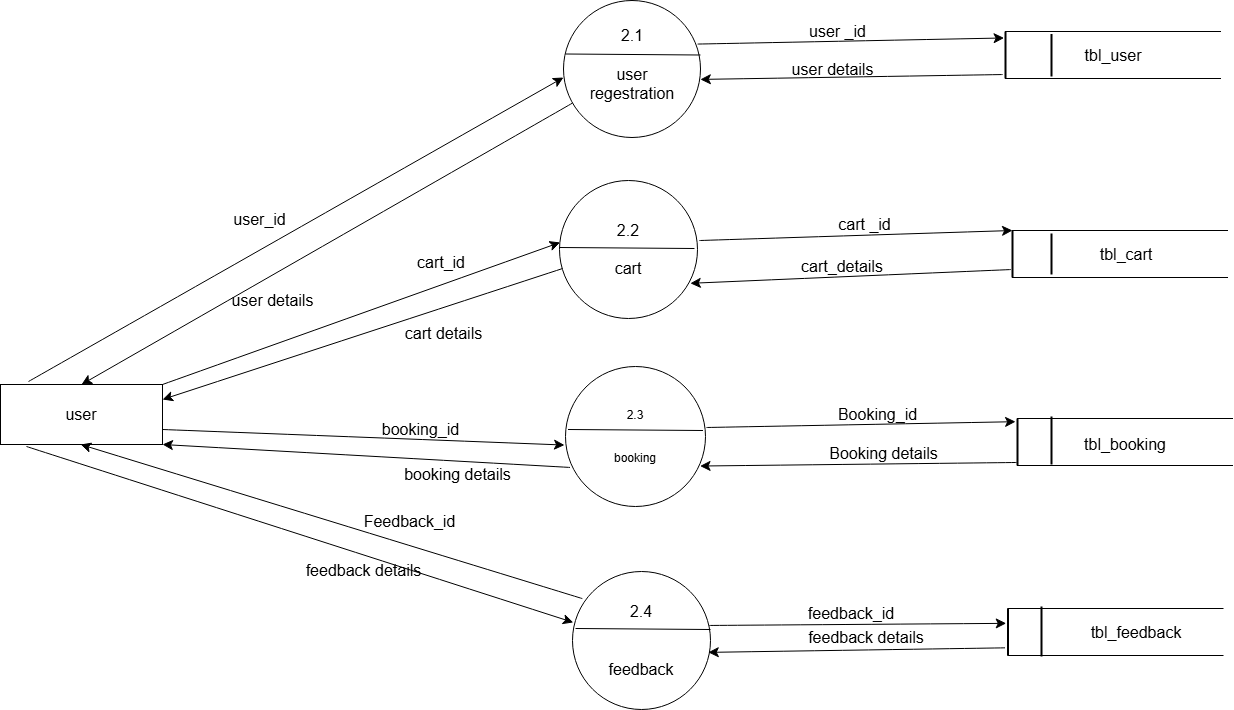 2.1
user
regestration
user _id
user details
tbl_user
user_id
user details
2.2
cart
cart _id
cart_details
tbl_cart
cart_id
cart details
user
2.3
booking
Booking_id
Booking details
tbl_booking
booking_id
booking details
Feedback_id
feedback details
2.4
feedback
feedback_id
feedback details
tbl_feedback